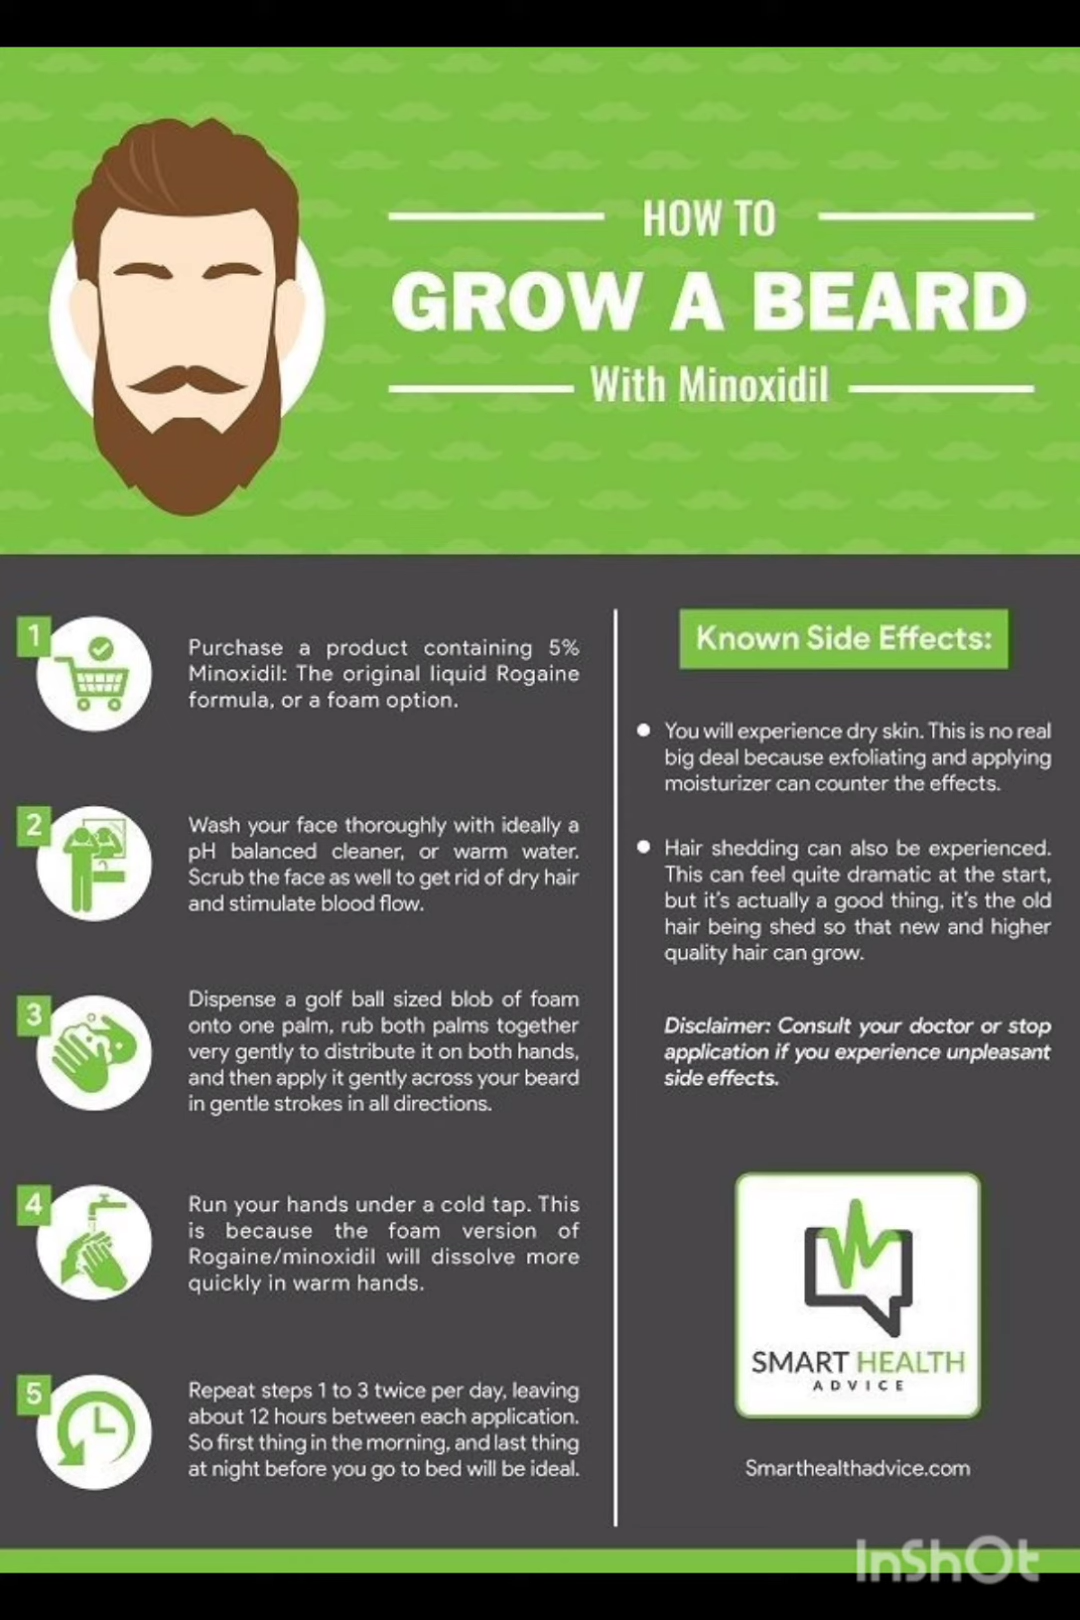 HOW TO
GROW A BEARD
With Minoxidil
1
Purchase a product containing 5%
Minoxidil: The original liquid Rogaine
formula, or a foam option.
2
Wash your face thoroughly with ideally a
pH balanced cleaner, or warm water.
Scrub the face as well to get rid of dry hair
and stimulate blood flow.
3
Dispense a golf ball sized blob of foam
onto one palm, rub both palms together
very gently to distribute it on both hands,
and then apply it gently across your beard
in gentle strokes in all directions.
4
Run your hands under a cold tap. This
is because the foam version of
Rogaine/minoxidil will dissolve more
quickly in warm hands.
5
Repeat steps 1 to 3 twice per day, leaving
about 12 hours between each application.
So first thing in the morning, and last thing
at night before you go to bed will be ideal.
Known Side Effects:
You will experience dry skin. This is no real
big deal because exfoliating and applying
moisturizer can counter the effects.
Hair shedding can also be experienced.
This can feel quite dramatic at the start,
but it's actually a good thing, it's the old
hair being shed so that new and higher
quality hair can grow.
Disclaimer: Consult your doctor or stop
application if you experience unpleasant
side effects.
SMART HEALTH
ADVICE
Smarthealthadvice.com
InShOt